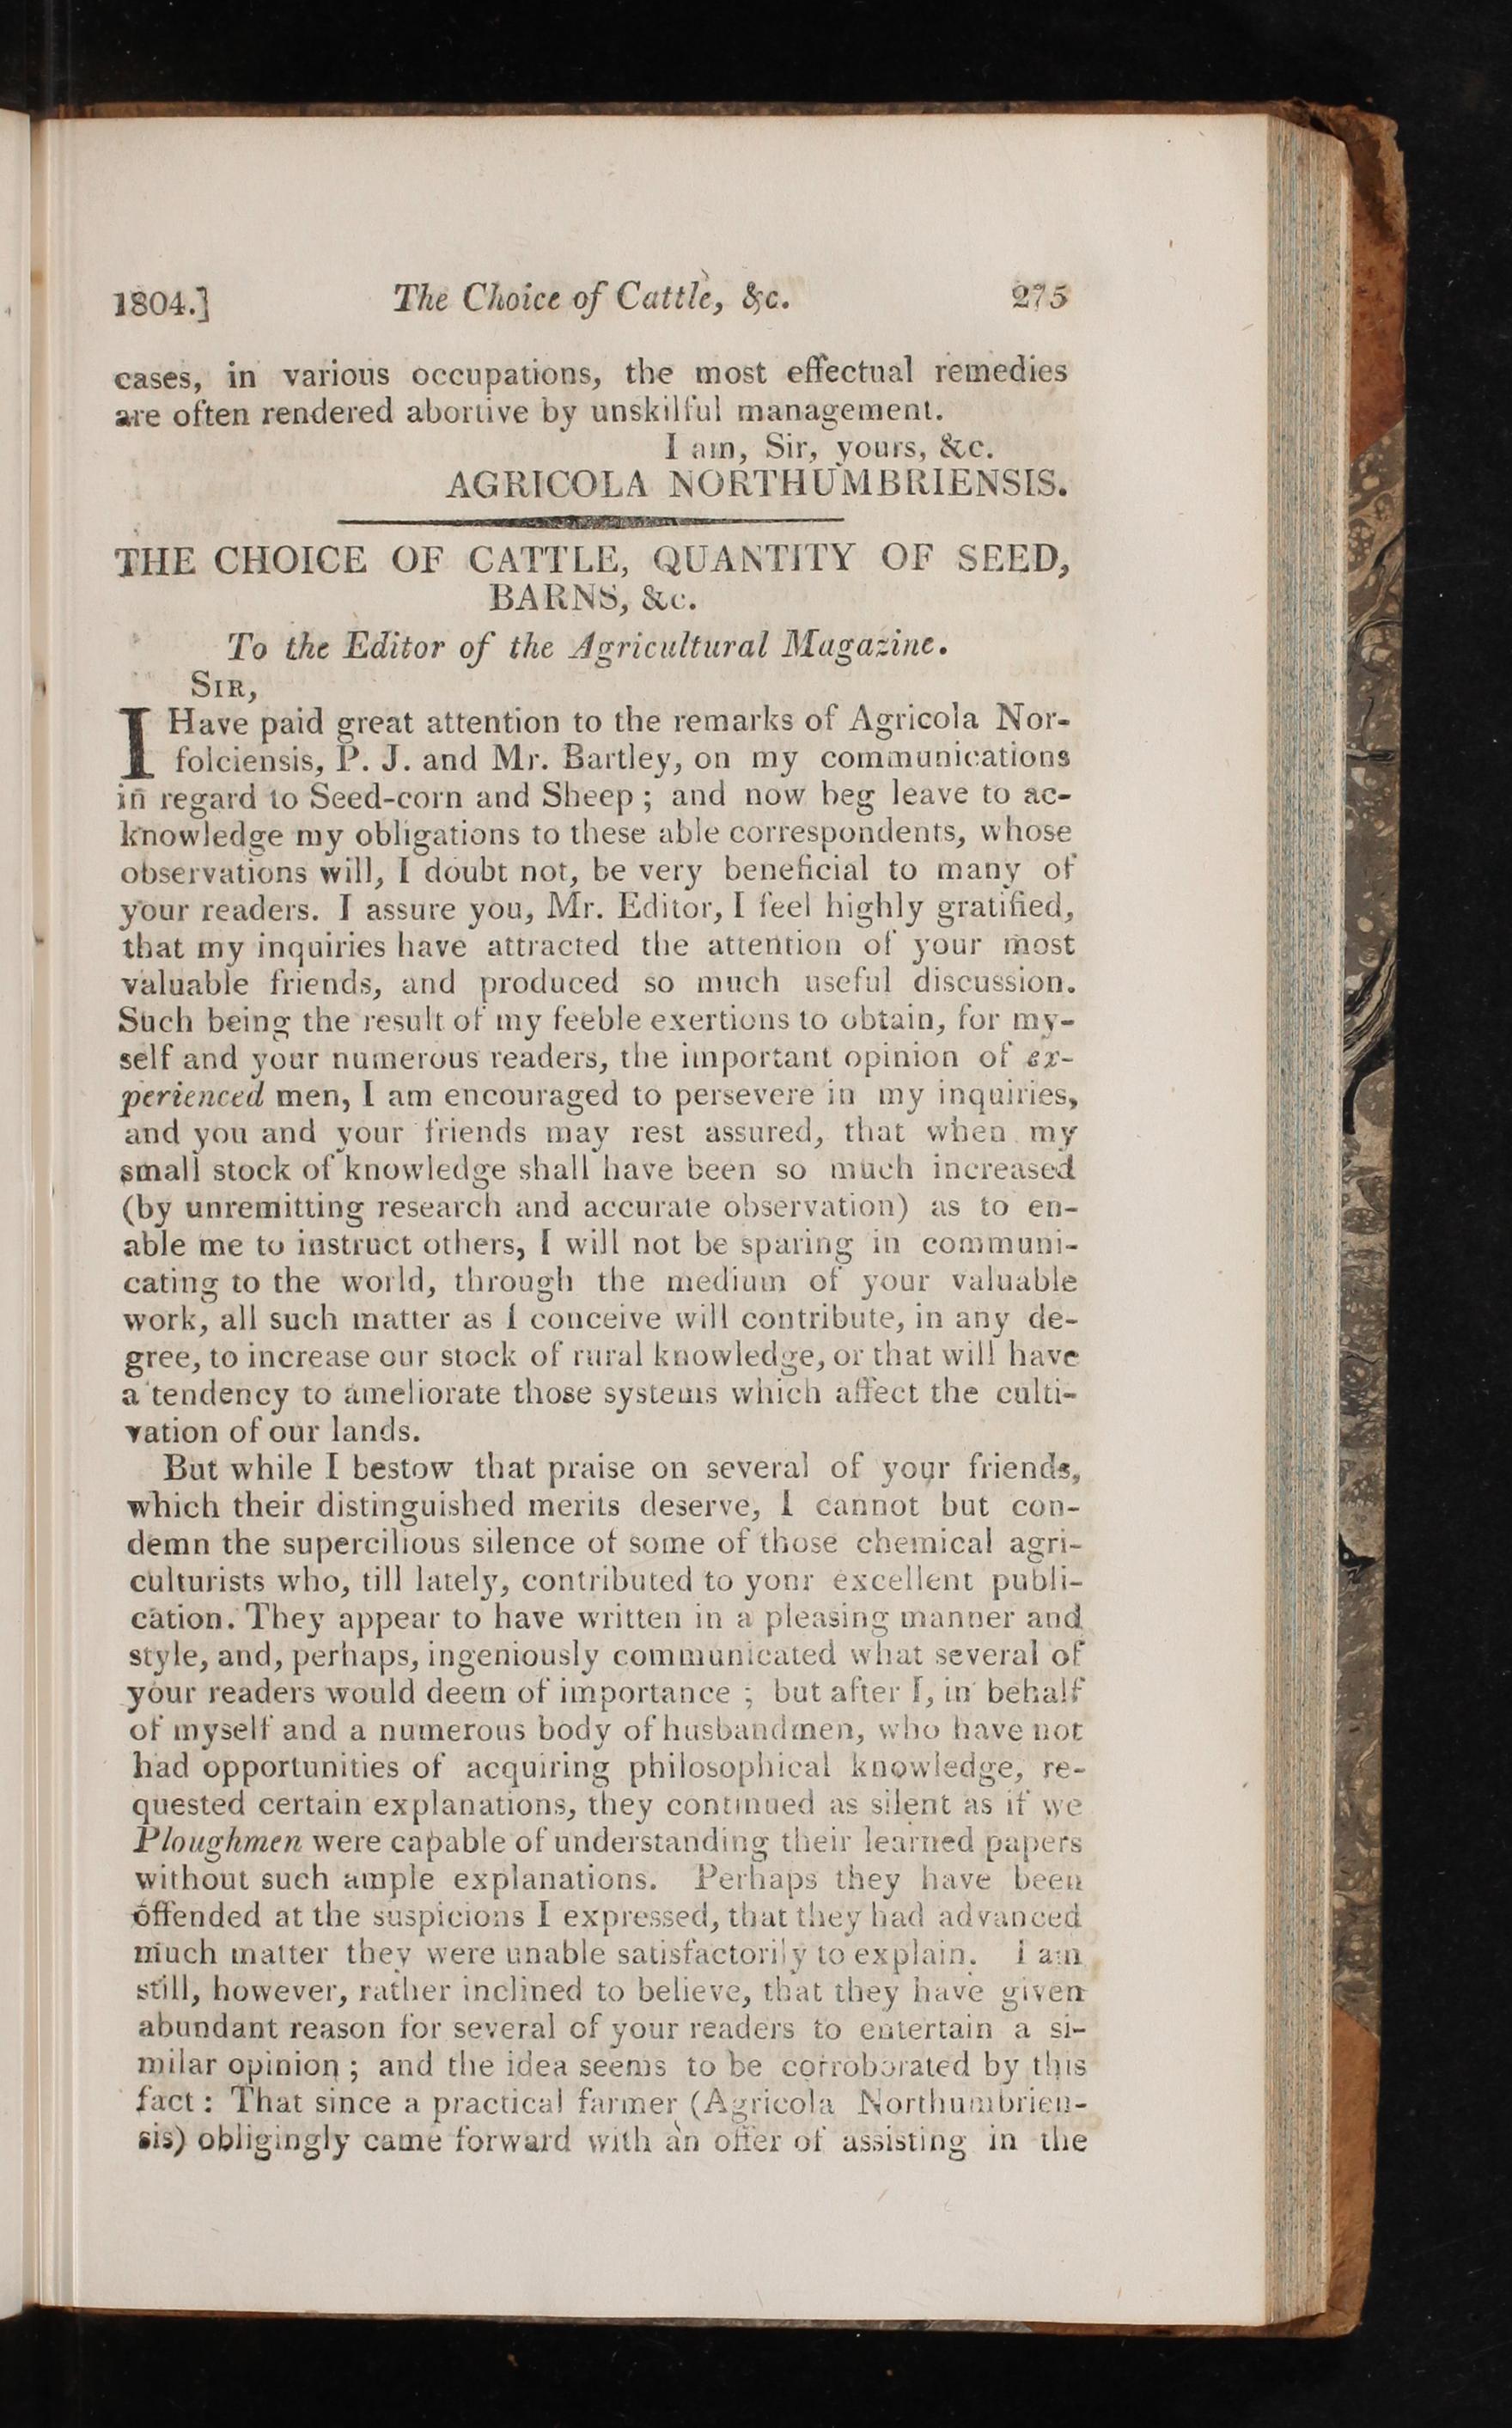 1804.] The Choice of Cattle, &c. 275
cases, in various occupations, the most effectual remedies
are often rendered abortive by unskilful management.
I am, Sir, yours, &c.
AGRICOLA NORTHUMBRIENSIS.
THE CHOICE OF CATTLE, QUANTITY OF SEED,
BARNS, &c.
To the Editor of the Agricultural Magazine.
SIR,
I Have paid great attention to the remarks of Agricola Nor-
folciensis, P. J. and Mr. Bartley, on my communications
in regard to Seed-corn and Sheep; and now beg leave to ac-
knowledge my obligations to these able correspondents, whose
observations will, I doubt not, be very beneficial to many of
your readers. I assure you, Mr. Editor, I feel highly gratified,
that my inquiries have attracted the attention of your most
valuable friends, and produced so much useful discussion.
Such being the result of my feeble exertions to obtain, for my-
self and your numerous readers, the important opinion of ex-
perienced men, I am encouraged to persevere in my inquiries,
and you and your friends may rest assured, that when my
small stock of knowledge shall have been so much increased
(by unremitting research and accurate observation) as to en-
able me to instruct others, I will not be sparing in communi-
cating to the world, through the medium of your valuable
work, all such matter as I conceive will contribute, in any de-
gree, to increase our stock of rural knowledge, or that will have
a tendency to ameliorate those systems which affect the culti-
vation of our lands.
But while I bestow that praise on several of your friends,
which their distinguished merits deserve, I cannot but con-
demn the supercilious silence of some of those chemical agri-
culturists who, till lately, contributed to yonr excellent publi-
cation. They appear to have written in a pleasing manner and
style, and, perhaps, ingeniously communicated what several of
your readers would deem of importance; but after I, in behalf
of myself and a numerous body of husbandmen, who have not
had opportunities of acquiring philosophical knowledge, re-
quested certain explanations, they continued as silent as if we
Ploughmen were capable of understanding their learned papers
without such ample explanations. Perhaps they have been
offended at the suspicions I expressed, that they had advanced
much matter they were unable satisfactorily to explain. I am
still, however, rather inclined to believe, that they have given
abundant reason for several of your readers to entertain a si-
milar opinion; and the idea seems to be corroborated by this
fact: That since a practical farmer (Agricola Northumbrien-
sis) obligingly came forward with an offer of assisting in the